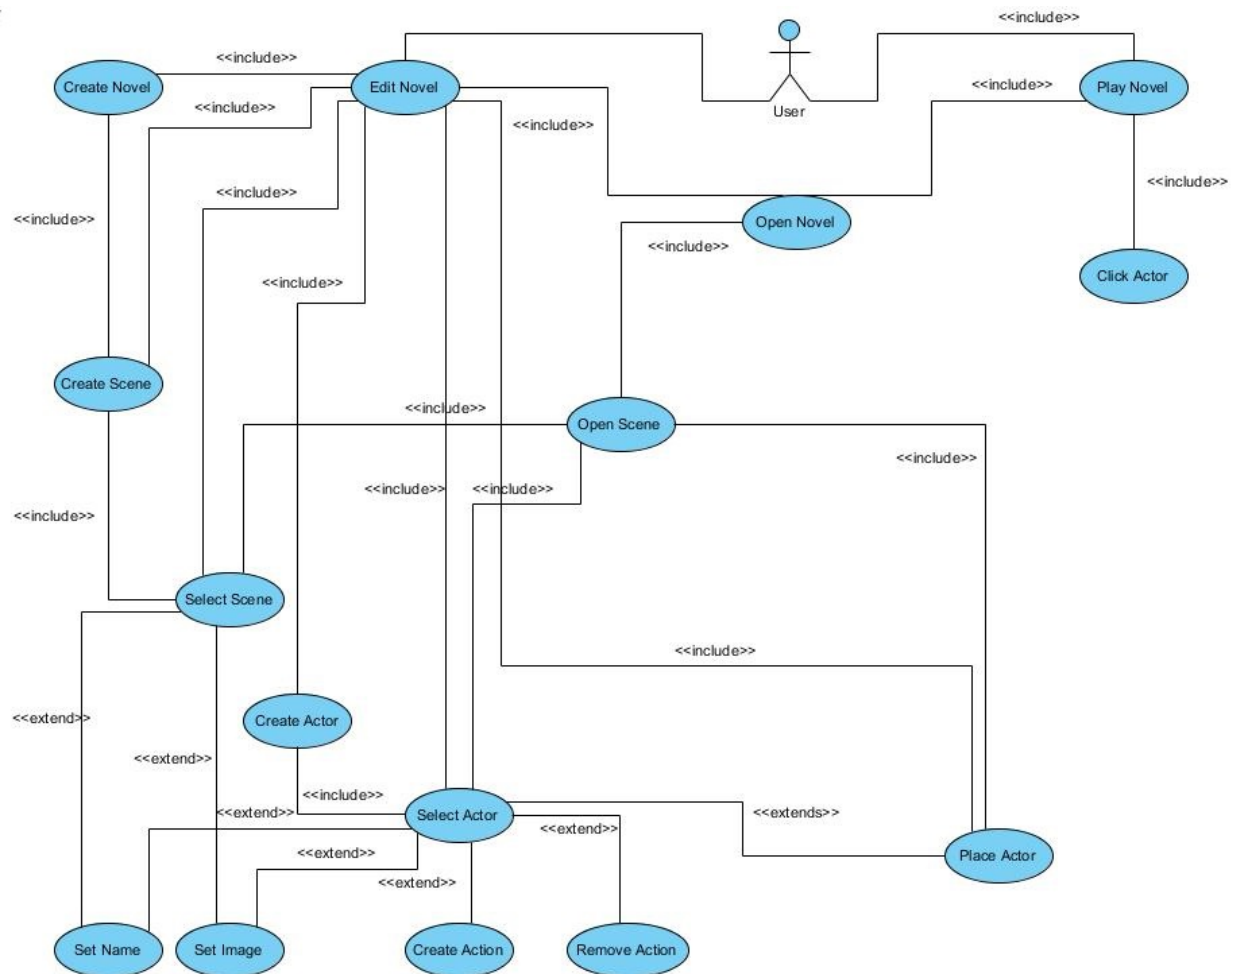 <<include>>
<<include>>
Create Novel
Edit Novel
<<include>>
Play Novel
<<include>>
User
<<include>>
<<include>>
<<include>>
<<include>>
<<include>>
Open Novel
<<include>>
Click Actor
<<include>>
Create Scene
<<include>>
Open Scene
<<include>>
<<include>>
<<include>>
<<include>>
Select Scene
<<include>>
<<extend>>
Create Actor
<<extend>>
<<include>>
<<extend>>
Select Actor
<<extends>>
<<extend>>
<<extend>>
Place Actor
<<extend>>
Set Name
Set Image
Create Action
Remove Action